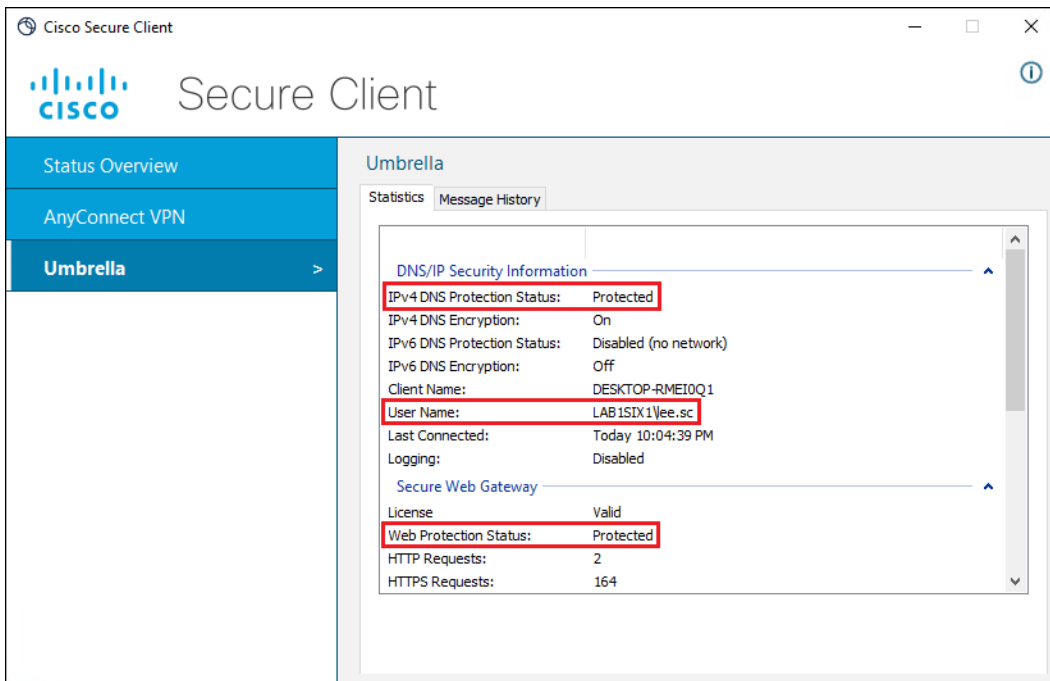 Cisco Secure Client
CISCO Secure Client
Status Overview
AnyConnect VPN
Umbrella >
Umbrella
Statistics Message History
DNS/IP Security Information
IPv4 DNS Protection Status: Protected
IPv4 DNS Encryption: On
IPv6 DNS Protection Status: Disabled (no network)
IPv6 DNS Encryption: Off
Client Name: DESKTOP-RMEI0Q1
User Name: LAB1SIX1\lee.sc
Last Connected: Today 10:04:39 PM
Logging: Disabled
Secure Web Gateway
License Valid
Web Protection Status: Protected
HTTP Requests: 2
HTTPS Requests: 164